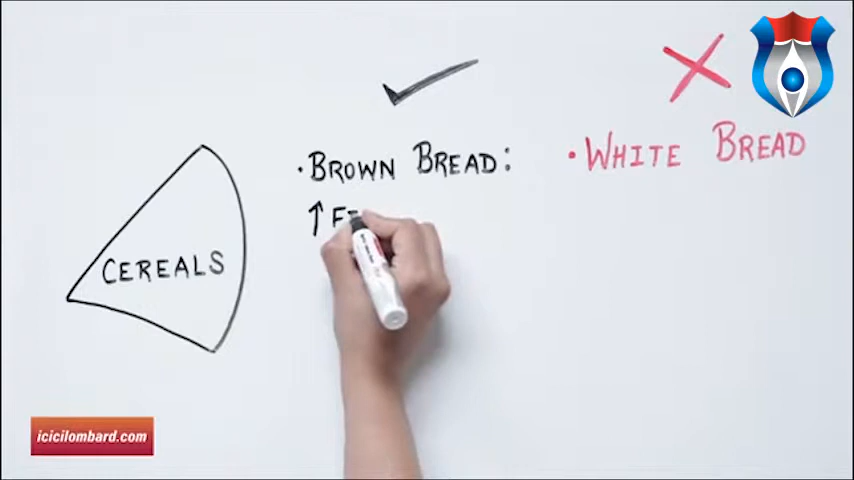 • BROWN BREAD:
• WHITE BREAD
CEREALS
icicilombard.com